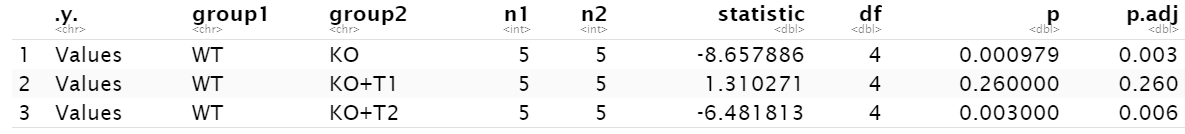 .y. group1 group2 n1 n2 statistic df p p.adj
<chr> <chr> <chr> <int> <int> <dbl> <dbl> <dbl> <dbl>
1 Values WT KO 5 5 -8.657886 4 0.000979 0.003
2 Values WT KO+T1 5 5 1.310271 4 0.260000 0.260
3 Values WT KO+T2 5 5 -6.481813 4 0.003000 0.006